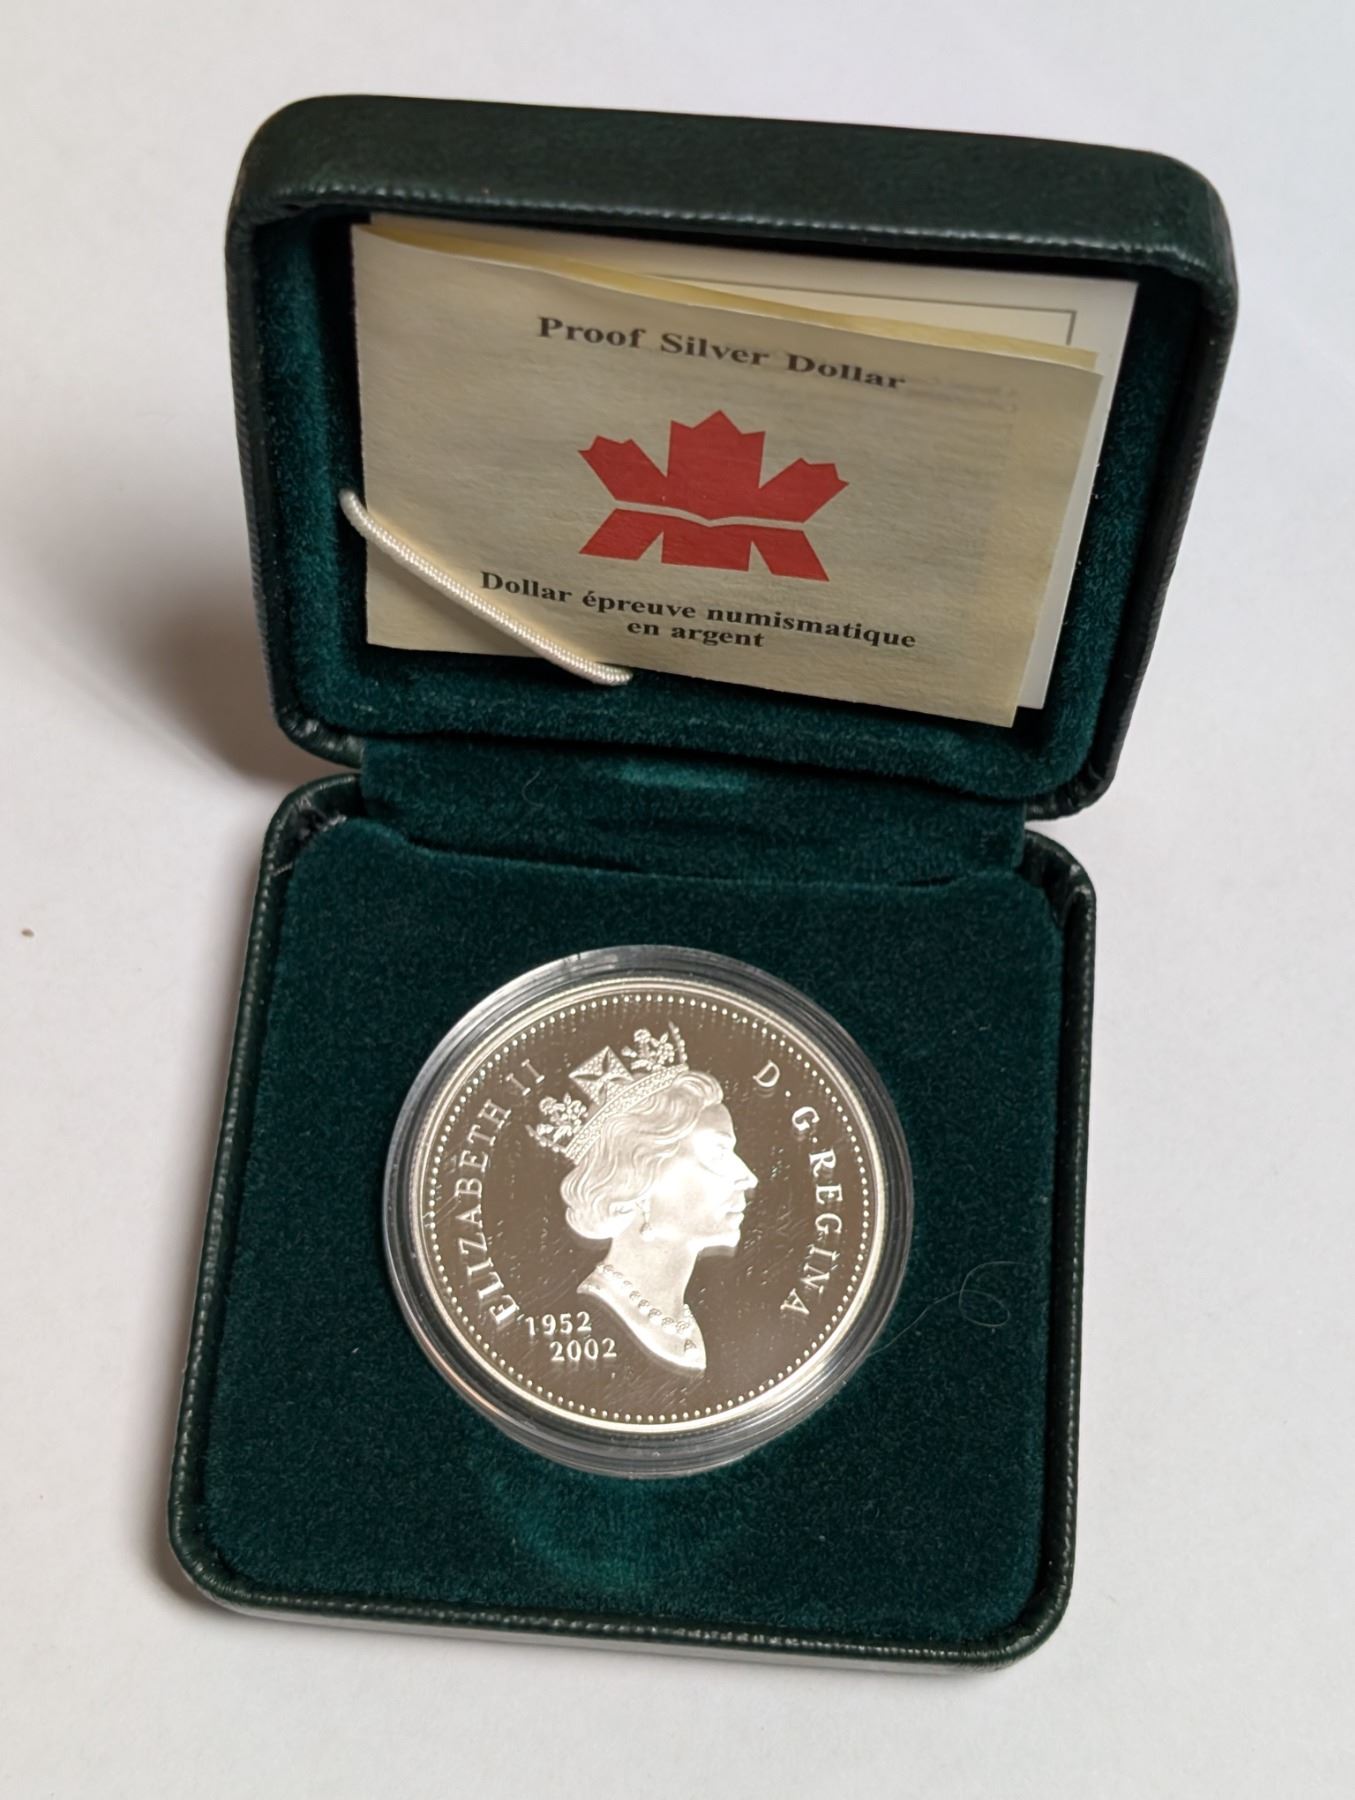 Proof Silver Dollar
Dollar épreuve numismatique
en argent
ELIZABETH II D·G·REGINA
1952
2002